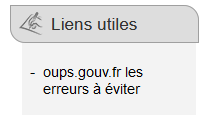 Liens utiles
- oups.gouv.fr les
erreurs à éviter